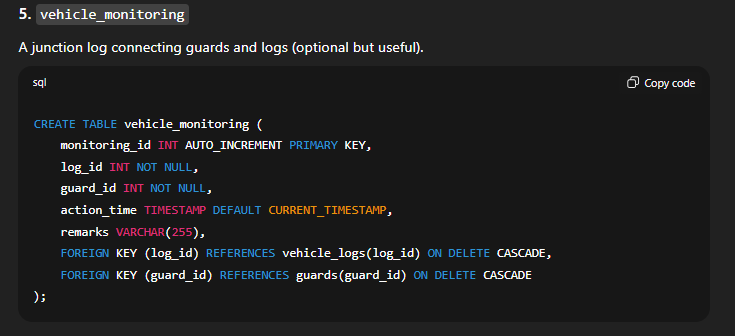 5. vehicle_monitoring
A junction log connecting guards and logs (optional but useful).
sql
Copy code
CREATE TABLE vehicle_monitoring (
    monitoring_id INT AUTO_INCREMENT PRIMARY KEY,
    log_id INT NOT NULL,
    guard_id INT NOT NULL,
    action_time TIMESTAMP DEFAULT CURRENT_TIMESTAMP,
    remarks VARCHAR(255),
    FOREIGN KEY (log_id) REFERENCES vehicle_logs(log_id) ON DELETE CASCADE,
    FOREIGN KEY (guard_id) REFERENCES guards(guard_id) ON DELETE CASCADE
);